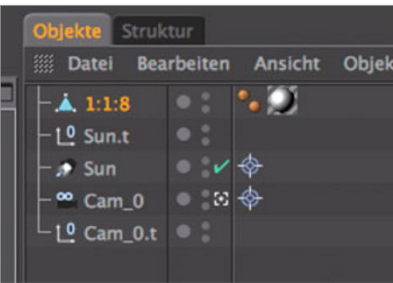 Objekte Struktur
Datei Bearbeiten Ansicht Objek
1:1:8
Sun.t
Sun
Cam_0
Cam_0.t